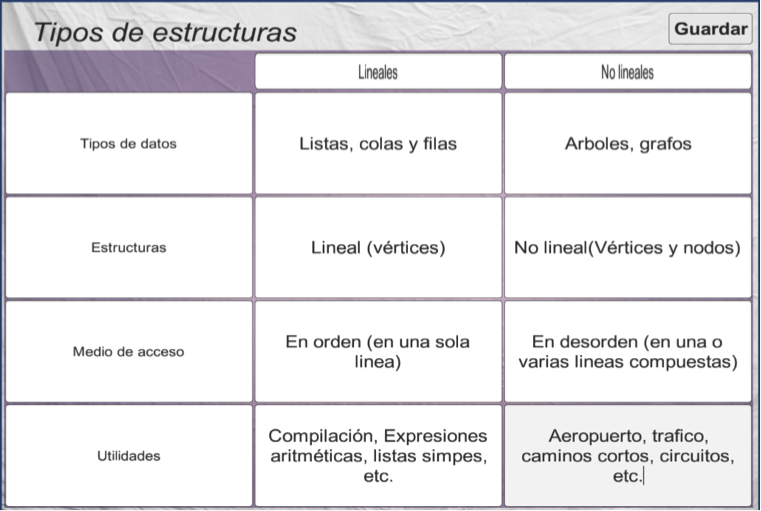 Tipos de estructuras
Guardar
Lineales
No lineales
Tipos de datos
Listas, colas y filas
Arboles, grafos
Estructuras
Lineal (vértices)
No lineal(Vértices y nodos)
Medio de acceso
En orden (en una sola
linea)
En desorden (en una o
varias lineas compuestas)
Utilidades
Compilación, Expresiones
aritméticas, listas simpes,
etc.
Aeropuerto, trafico,
caminos cortos, circuitos,
etc.